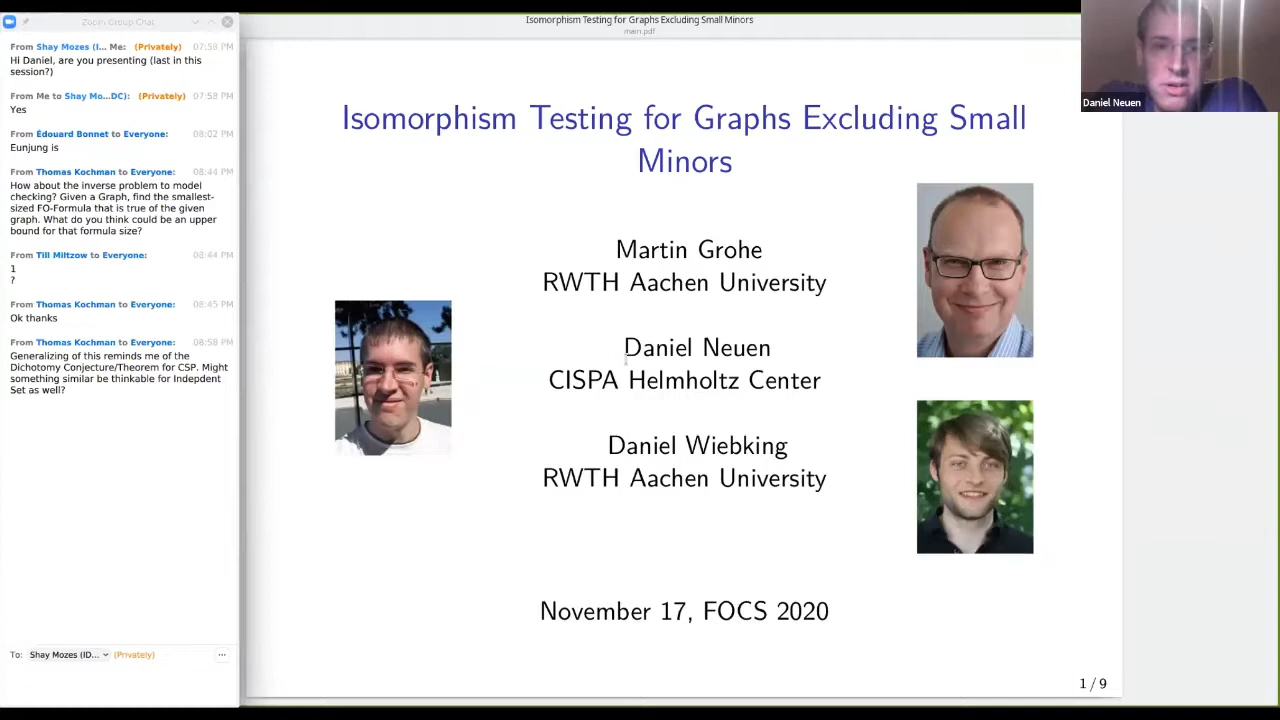 Zoom Group Chat
From Shay Mozes (I... Me: (Privately) 07:58 PM
Hi Daniel, are you presenting (last in this
session?)
From Me to Shay Mo...DC): (Privately) 07:58 PM
Yes
From Édouard Bonnet to Everyone: 08:02 PM
Eunjung is
From Thomas Kochman to Everyone: 08:44 PM
How about the inverse problem to model
checking? Given a Graph, find the smallest-
sized FO-Formula that is true of the given
graph. What do you think could be an upper
bound for that formula size?
From Till Miltzow to Everyone: 08:44 PM
1
?
From Thomas Kochman to Everyone: 08:45 PM
Ok thanks
From Thomas Kochman to Everyone: 08:58 PM
Generalizing of this reminds me of the
Dichotomy Conjecture/Theorem for CSP. Might
something similar be thinkable for Indepdent
Set as well?
To: Shay Mozes (ID... (Privately) ...
Isomorphism Testing for Graphs Excluding Small Minors
main.pdf
Isomorphism Testing for Graphs Excluding Small
Minors
Martin Grohe
RWTH Aachen University
Daniel Neuen
CISPA Helmholtz Center
Daniel Wiebking
RWTH Aachen University
November 17, FOCS 2020
1 / 9
Daniel Neuen